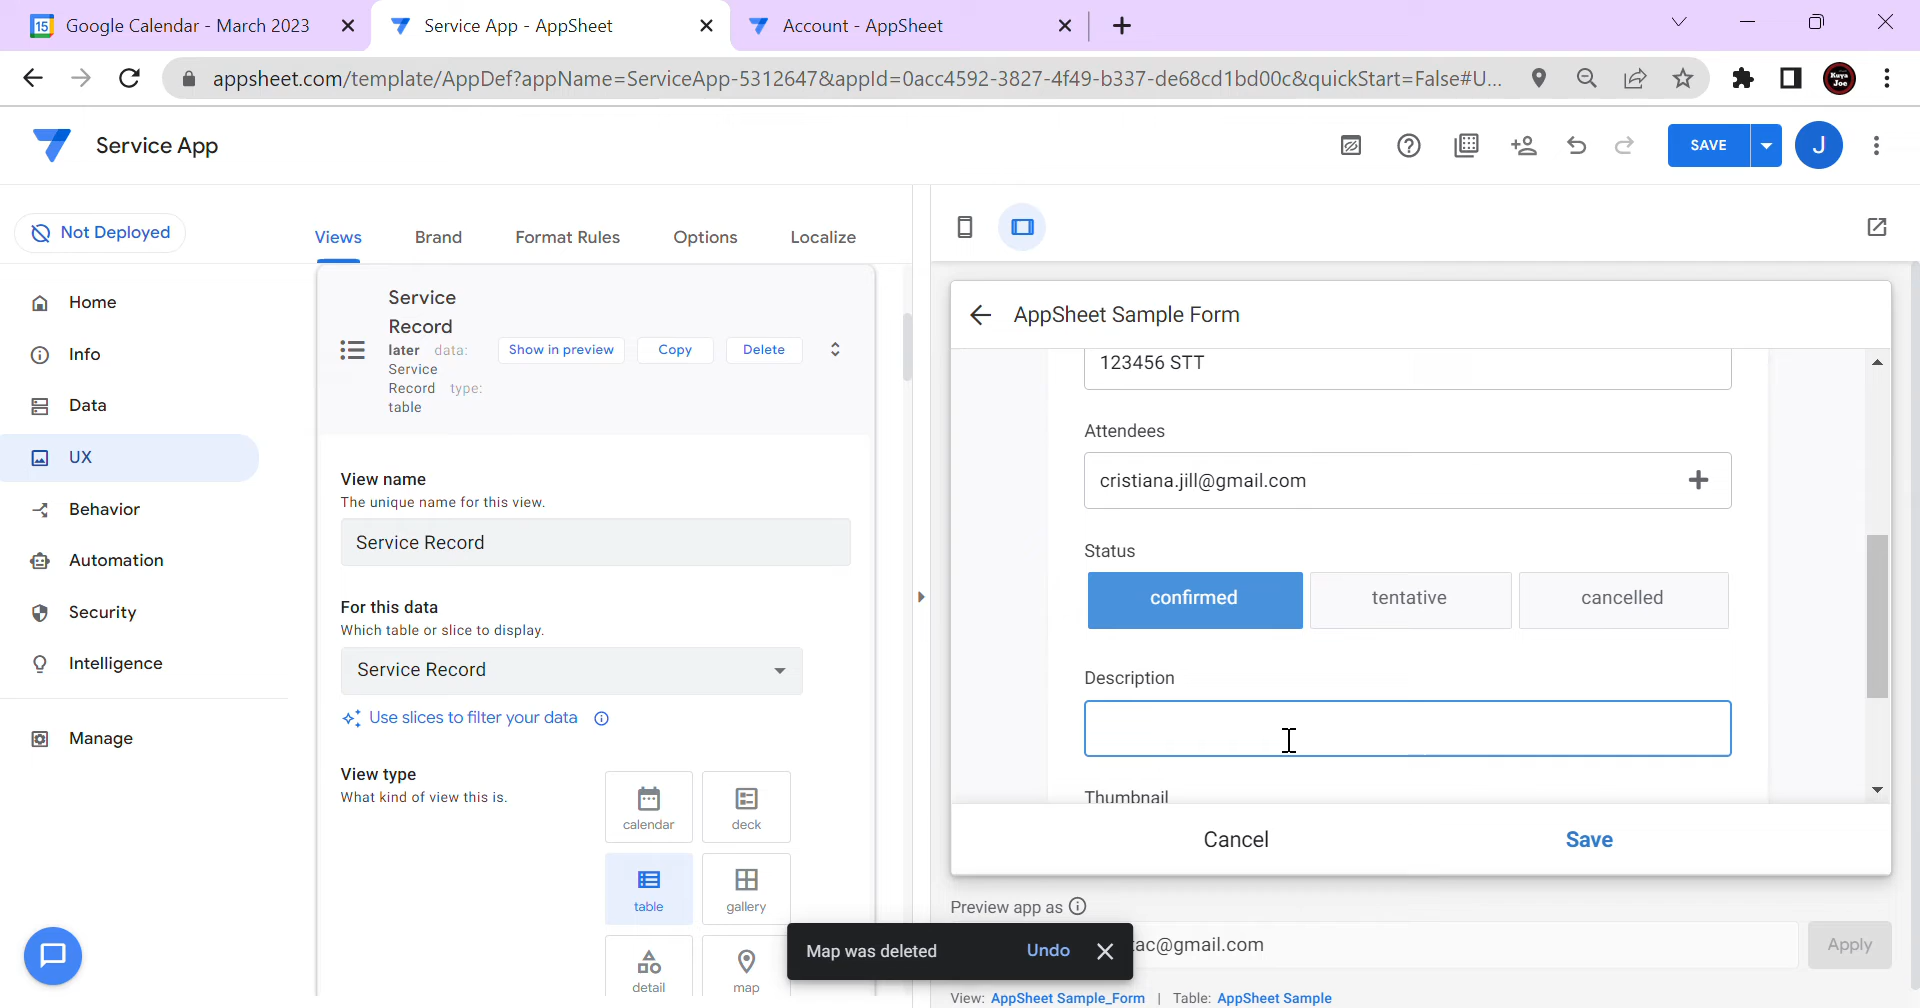 Google Calendar - March 2023
Service App - AppSheet
Account - AppSheet
appsheet.com/template/AppDef?appName=ServiceApp-5312647&appId=0acc4592-3827-4f49-b337-de68cd1bd00c&quickStart=False#U...
Service App
SAVE
J
Not Deployed
Views Brand Format Rules Options Localize
Home
Info
Data
UX
Behavior
Automation
Security
Intelligence
Manage
Service
Record
later data:
Service
Record type:
table
Show in preview
Copy
Delete
View name
The unique name for this view.
Service Record
For this data
Which table or slice to display.
Service Record
Use slices to filter your data
View type
What kind of view this is.
calendar
deck
table
gallery
detail
map
AppSheet Sample Form
123456 STT
Attendees
cristiana.jill@gmail.com
Status
confirmed tentative cancelled
Description
Thumbnail
Cancel Save
Preview app as
tac@gmail.com
Apply
Map was deleted Undo
View: AppSheet Sample_Form | Table: AppSheet Sample